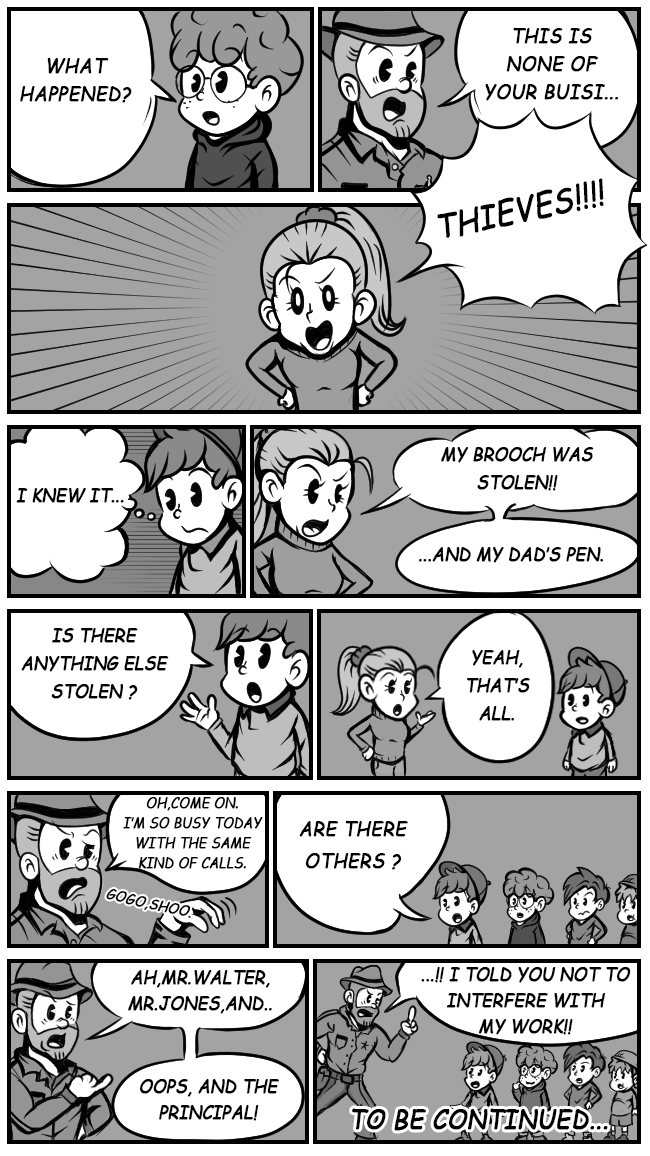 WHAT
HAPPENED?
THIS IS
NONE OF
YOUR BUISI...
THIEVES!!!!
I KNEW IT...
MY BROOCH WAS
STOLEN!!
...AND MY DAD'S PEN.
IS THERE
ANYTHING ELSE
STOLEN ?
YEAH,
THAT'S
ALL.
OH,COME ON.
I'M SO BUSY TODAY
WITH THE SAME
KIND OF CALLS.
GOGO,SHOO.
ARE THERE
OTHERS ?
AH,MR.WALTER,
MR.JONES,AND..
OOPS, AND THE
PRINCIPAL!
...!! I TOLD YOU NOT TO
INTERFERE WITH
MY WORK!!
TO BE CONTINUED...